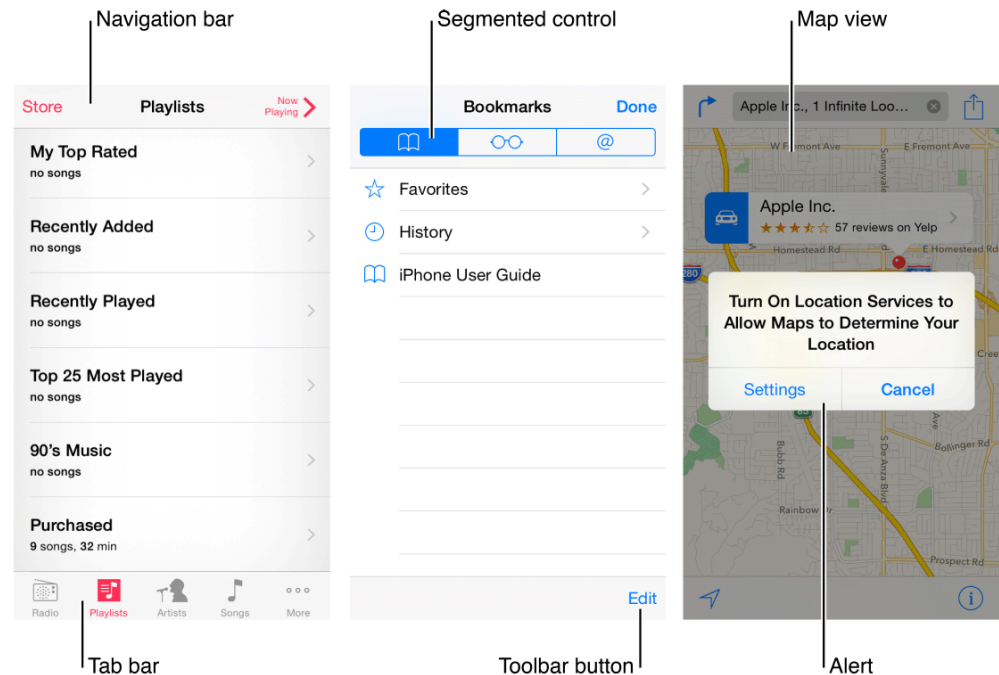 Navigation bar
Segmented control
Map view
Store
Playlists
Now
Playing
My Top Rated
no songs
Recently Added
no songs
Recently Played
no songs
Top 25 Most Played
no songs
90's Music
no songs
Purchased
9 songs, 32 min
Radio
Playlists
Artists
Songs
More
Tab bar
Bookmarks
Done
@
Favorites
History
iPhone User Guide
Edit
Toolbar button
Apple Inc., 1 Infinite Loo...
W Fremont Ave
E Fremont Ave
Sunnyvale
Apple Inc.
57 reviews on Yelp
Homestead Rd
E Homestead Rd
280
Turn On Location Services to
Allow Maps to Determine Your
Location
Settings
Cancel
Cree
85
Ave
Bollinger Rd
Bubb Rd
S De Anza Blvd
Rainbow Dr
Prospect Rd
Alert